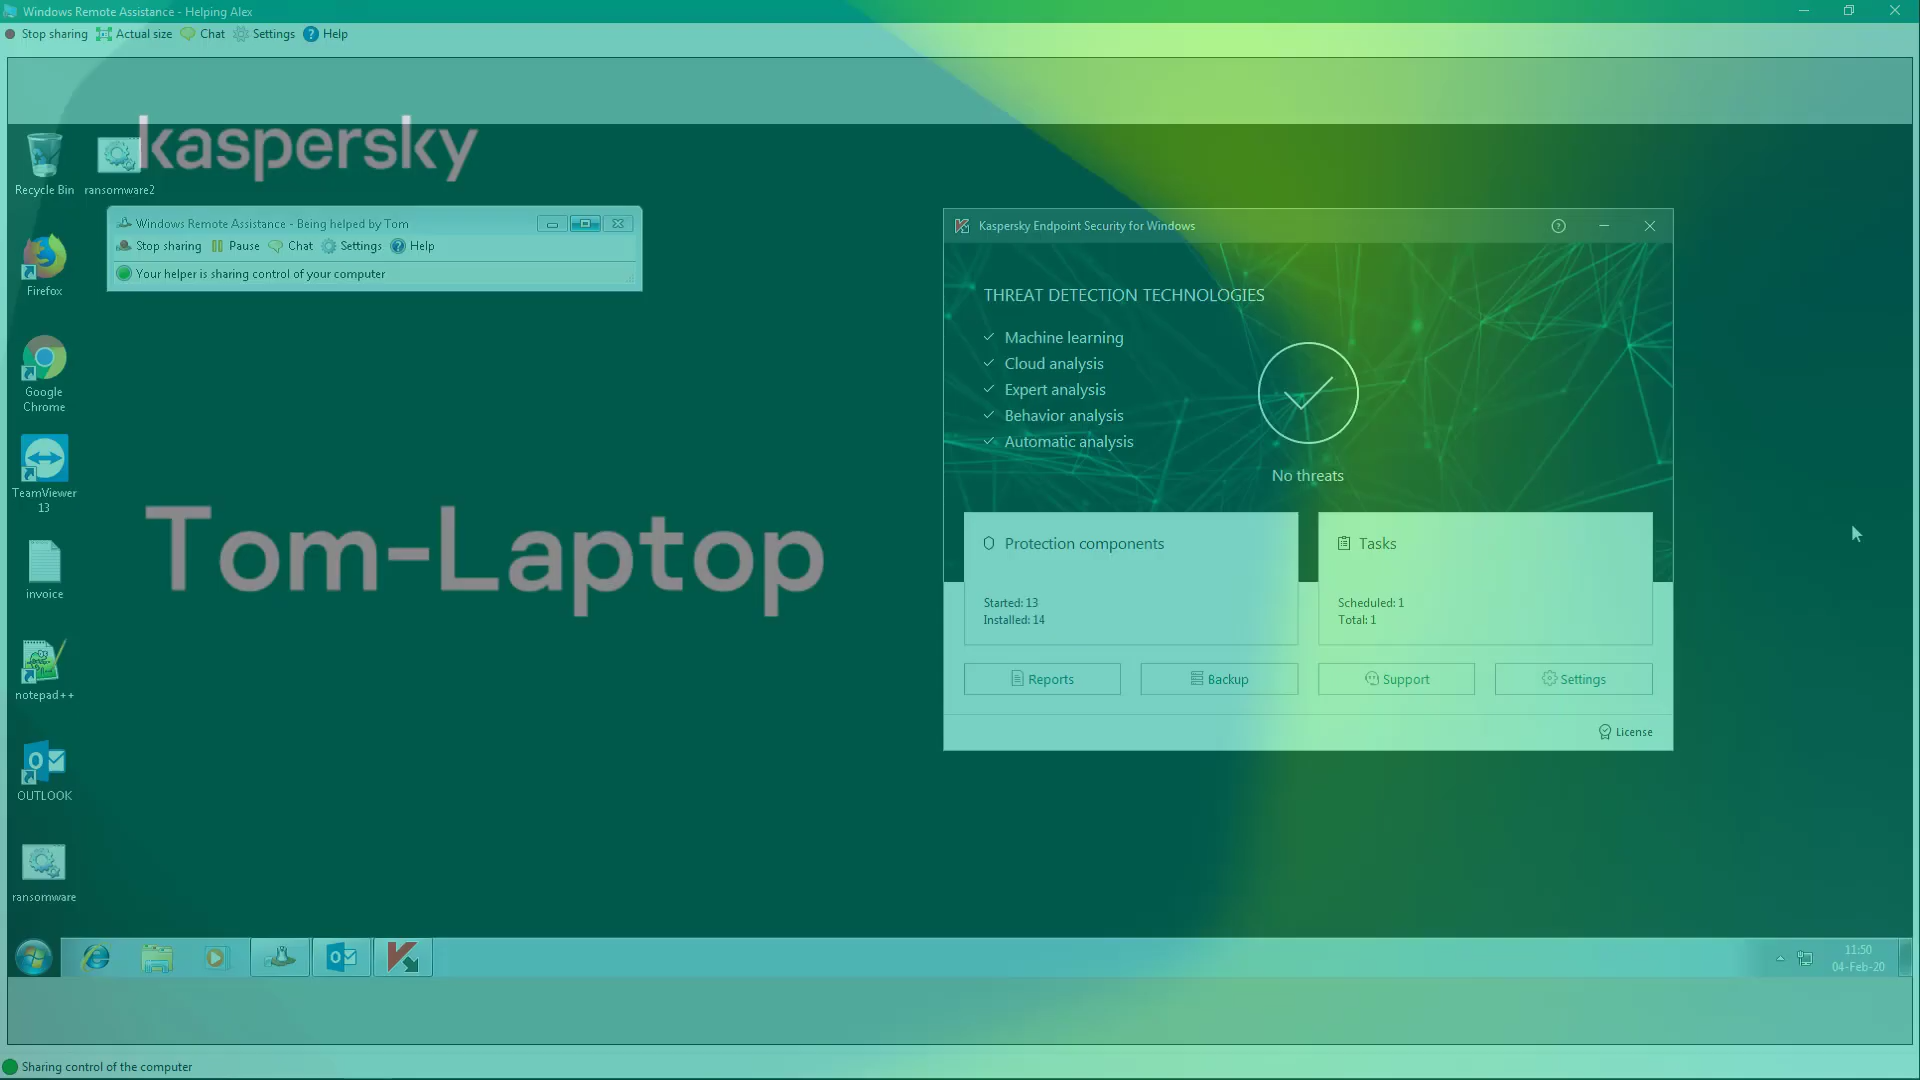 Windows Remote Assistance - Helping Alex
Stop sharing Actual size Chat Settings ? Help
kaspersky
Recycle Bin
ransomware2
Windows Remote Assistance - Being helped by Tom
Stop sharing Pause Chat Settings ? Help
Your helper is sharing control of your computer
Firefox
Google
Chrome
TeamViewer
13
invoice
notepad++
OUTLOOK
ransomware
Tom-Laptop
Kaspersky Endpoint Security for Windows
THREAT DETECTION TECHNOLOGIES
Machine learning
Cloud analysis
Expert analysis
Behavior analysis
Automatic analysis
No threats
Protection components
Started: 13
Installed: 14
Tasks
Scheduled: 1
Total: 1
Reports
Backup
Support
Settings
License
11:50
04-Feb-20
Sharing control of the computer